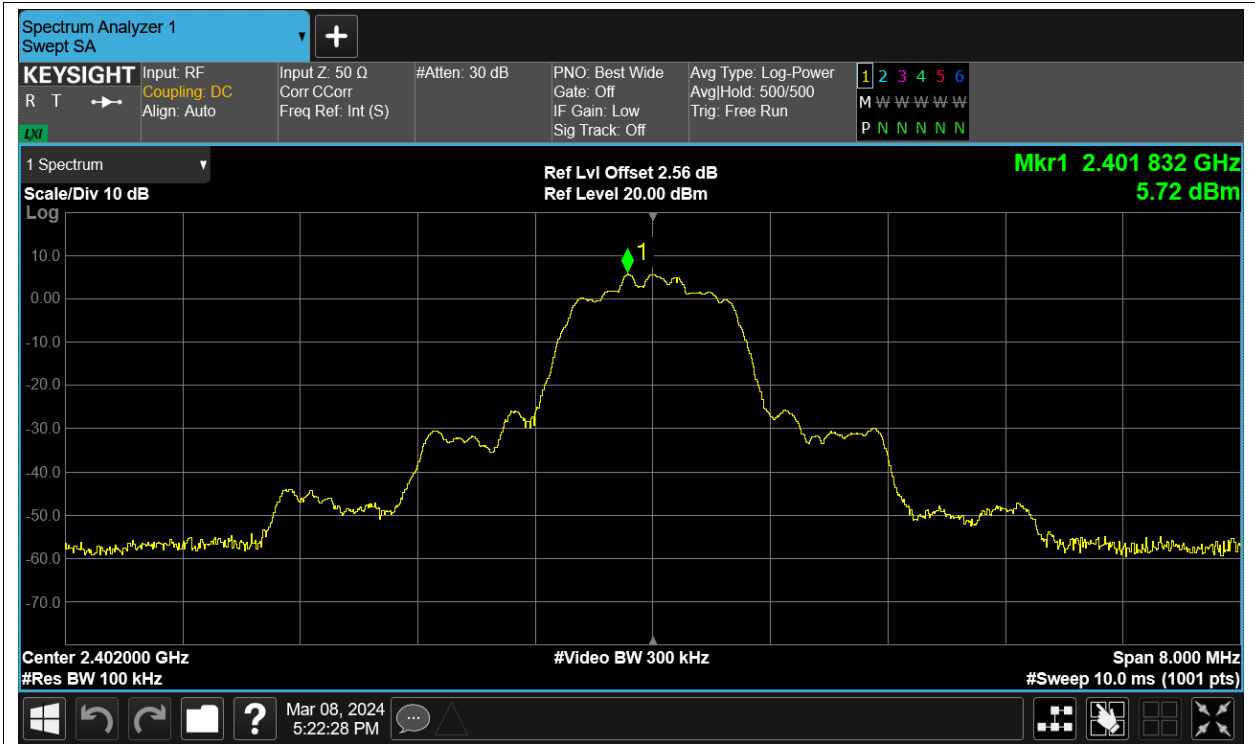 Spectrum Analyzer 1
Swept SA
KEYSIGHT
R T
LXI
Input: RF
Coupling: DC
Align: Auto
Input Z: 50 Ω
Corr CCorr
Freq Ref: Int (S)
#Atten: 30 dB
PNO: Best Wide
Gate: Off
IF Gain: Low
Sig Track: Off
Avg Type: Log-Power
Avg|Hold: 500/500
Trig: Free Run
1 2 3 4 5 6
M W W W W W
P N N N N N
1 Spectrum
Scale/Div 10 dB
Log
Ref Lvl Offset 2.56 dB
Ref Level 20.00 dBm
Mkr1 2.401 832 GHz
5.72 dBm
1
10.0
0.00
-10.0
-20.0
-30.0
-40.0
-50.0
-60.0
-70.0
Center 2.402000 GHz
#Res BW 100 kHz
#Video BW 300 kHz
Span 8.000 MHz
#Sweep 10.0 ms (1001 pts)
?
Mar 08, 2024
5:22:28 PM